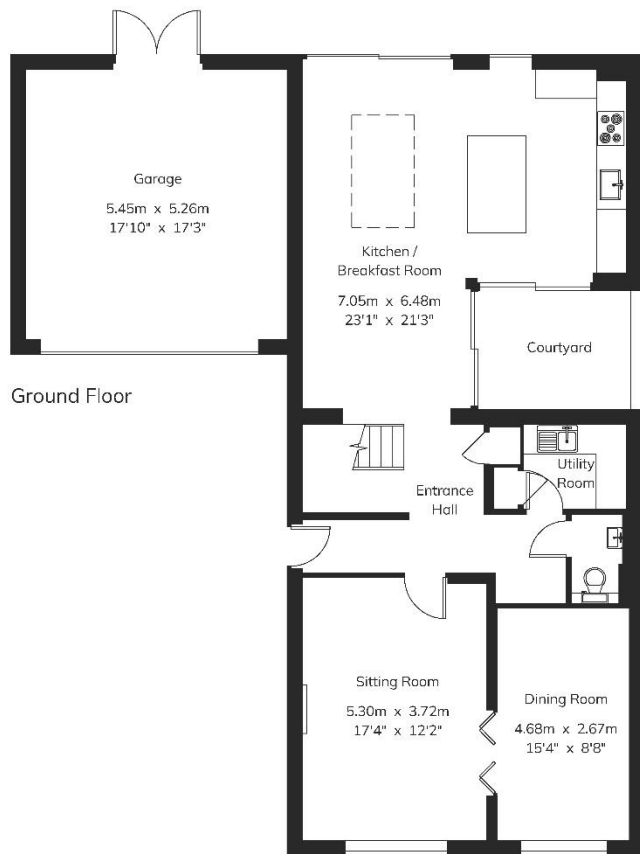 Garage
5.45m x 5.26m
17'10" x 17'3"
Kitchen /
Breakfast Room
7.05m x 6.48m
23'1" x 21'3"
Courtyard
Ground Floor
Utility
Room
Entrance
Hall
Sitting Room
5.30m x 3.72m
17'4" x 12'2"
Dining Room
4.68m x 2.67m
15'4" x 8'8"